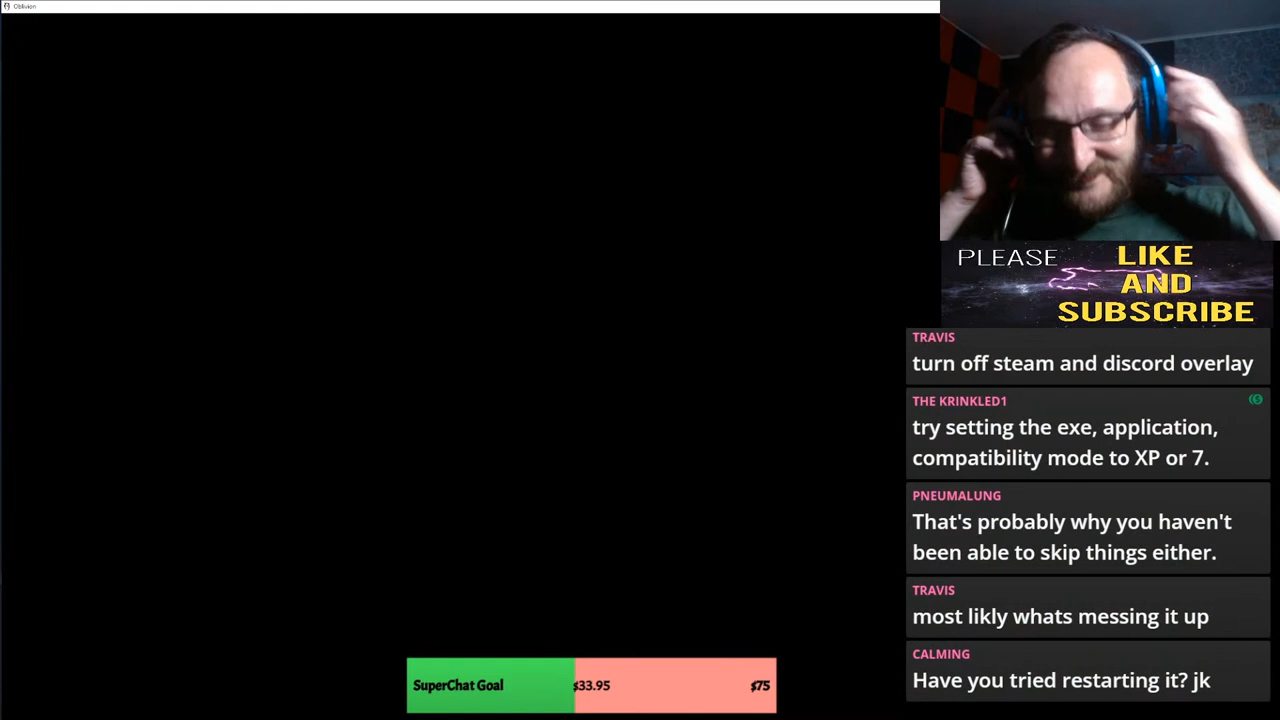 Oblivion
PLEASE
LIKE
AND
SUBSCRIBE
TRAVIS
turn off steam and discord overlay
THE KRINKLED1
try setting the exe, application,
compatibility mode to XP or 7.
PNEUMALUNG
That's probably why you haven't
been able to skip things either.
TRAVIS
most likly whats messing it up
CALMING
Have you tried restarting it? jk
SuperChat Goal $33.95 $75